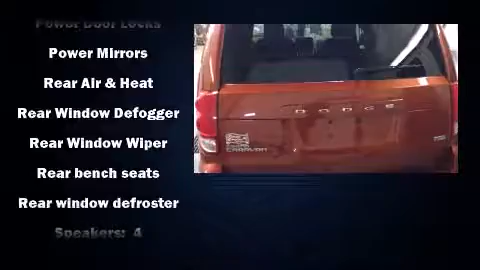 Power Door Locks
Power Mirrors
Rear Air & Heat
Rear Window Defogger
Rear Window Wiper
Rear bench seats
Rear window defroster
Speakers: 4
DODGE
CARAVAN